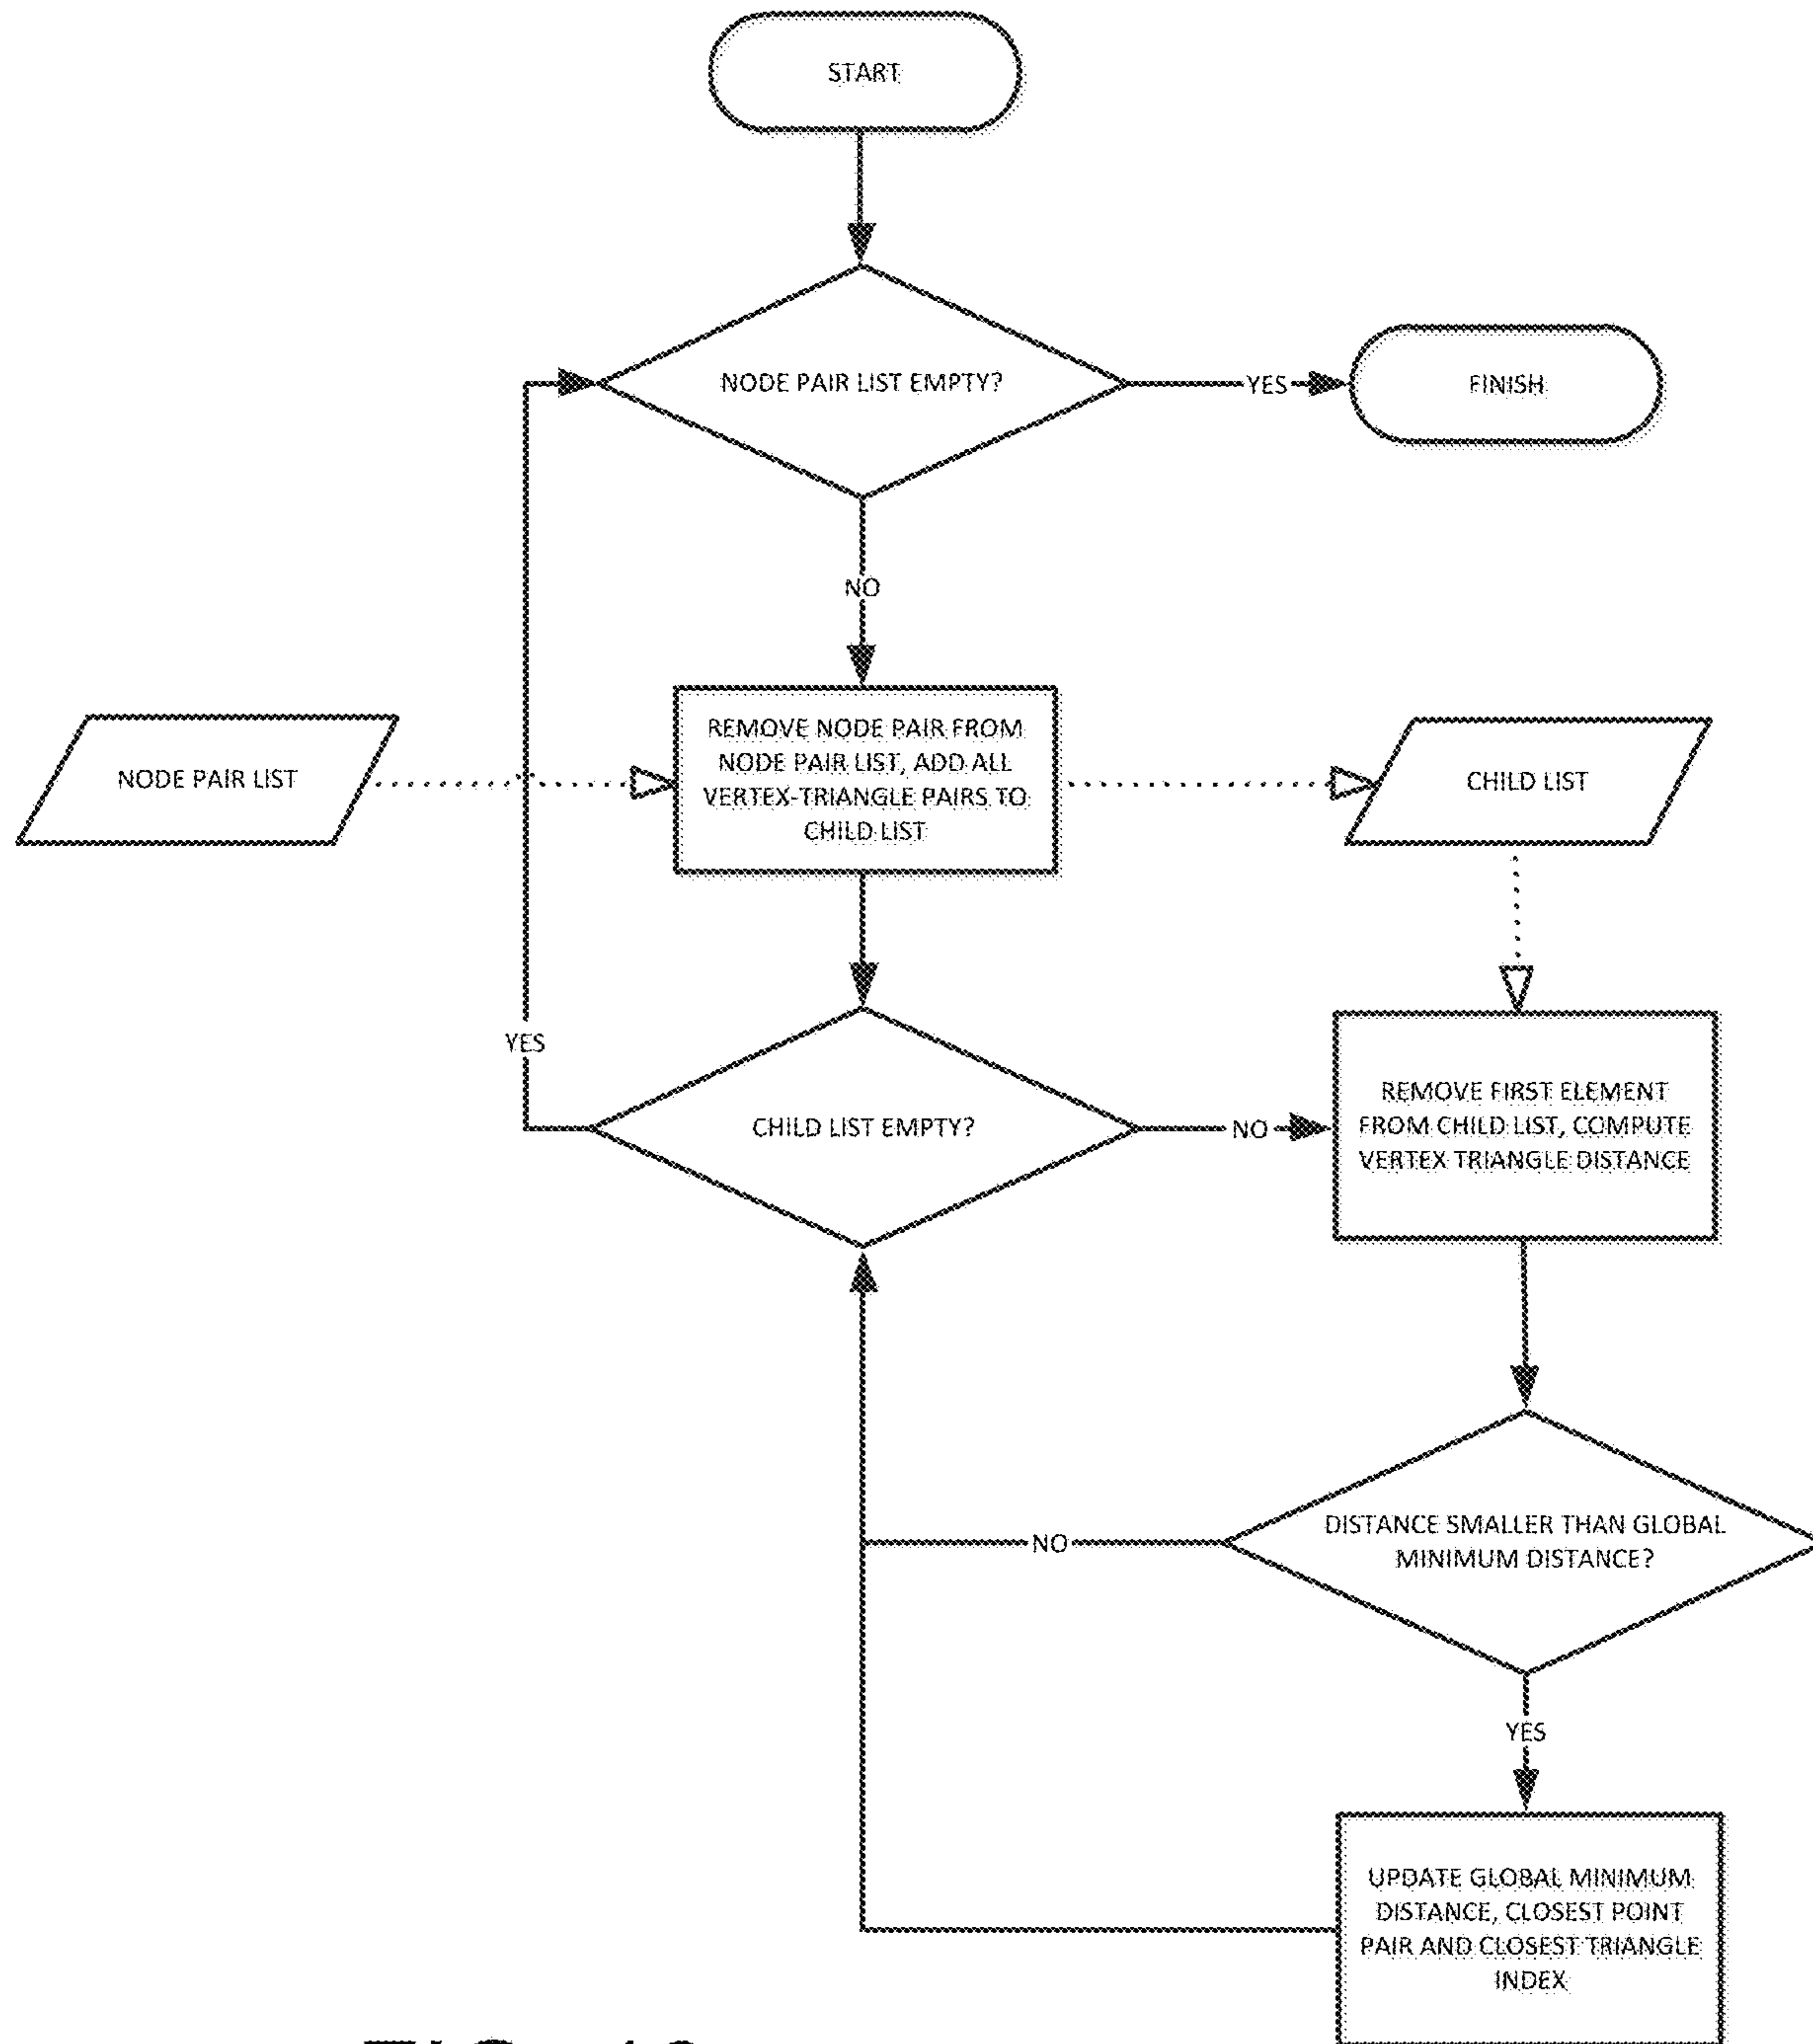 START
NODE PAIR LIST EMPTY?
YES
FINISH
NO
NODE PAIR LIST
REMOVE NODE PAIR FROM
NODE PAIR LIST, ADD ALL
VERTEX-TRIANGLE PAIRS TO
CHILD LIST
CHILD LIST
YES
CHILD LIST EMPTY?
NO
REMOVE FIRST ELEMENT
FROM CHILD LIST, COMPUTE
VERTEX TRIANGLE DISTANCE
DISTANCE SMALLER THAN GLOBAL
MINIMUM DISTANCE?
NO
YES
UPDATE GLOBAL MINIMUM
DISTANCE, CLOSEST POINT
PAIR AND CLOSEST TRIANGLE
INDEX